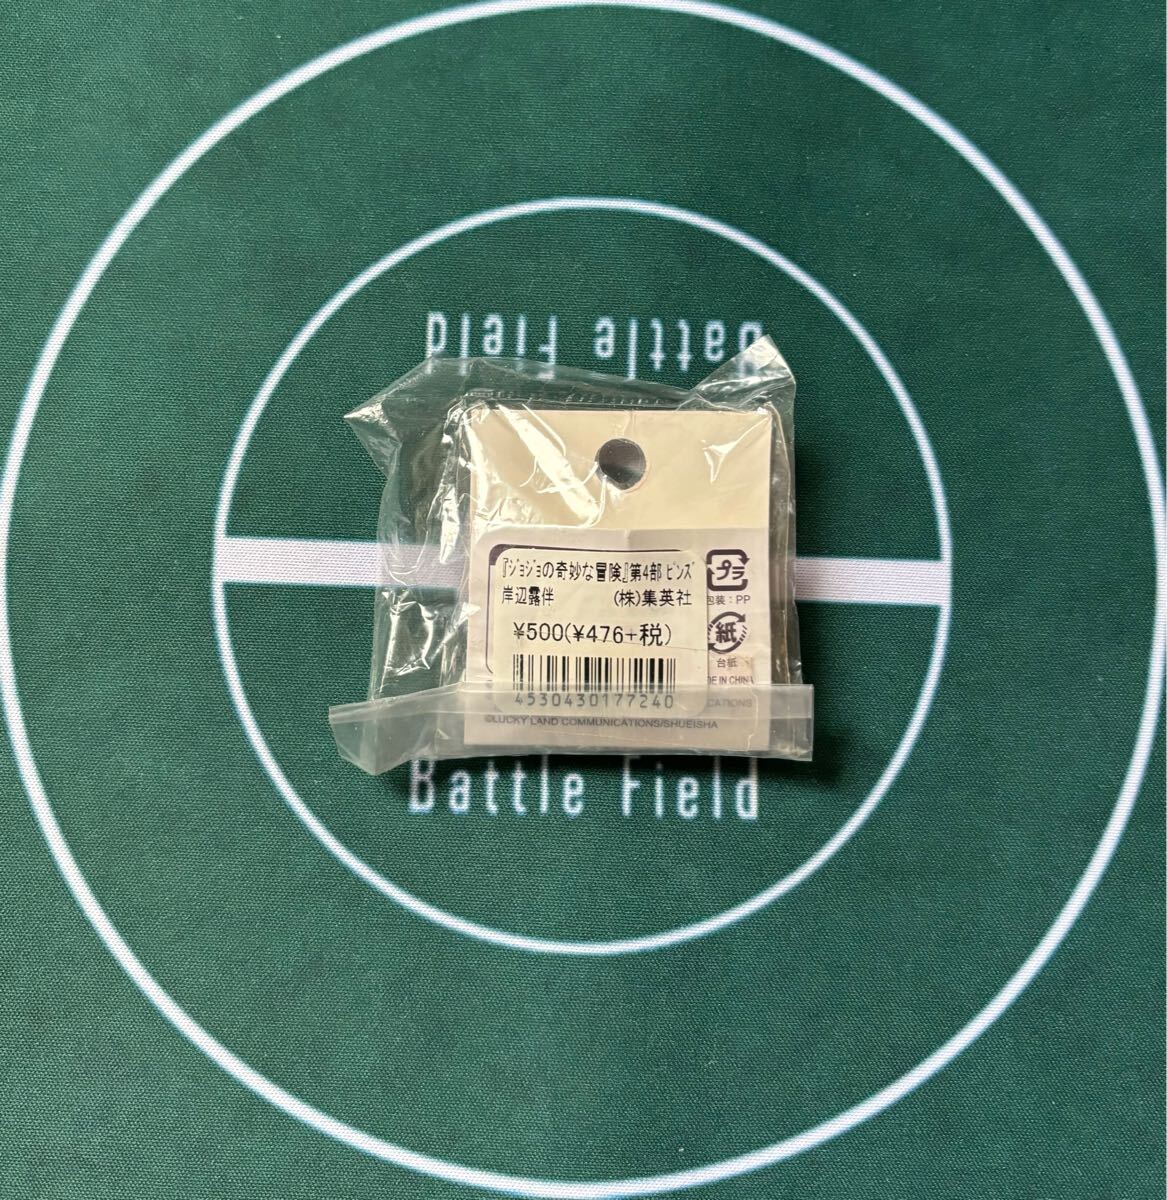 Battle Field
『ｼﾞｮｼﾞｮの奇妙な冒険』第4部 ﾋﾟﾝｽﾞ
岸辺露伴 (株)集英社
¥500(¥476+税)
4530430177240
プラ
包装：PP
紙
台紙
DE IN CHINA
CATIONS
©LUCKY LAND COMMUNICATIONS/SHUEISHA
Battle Field